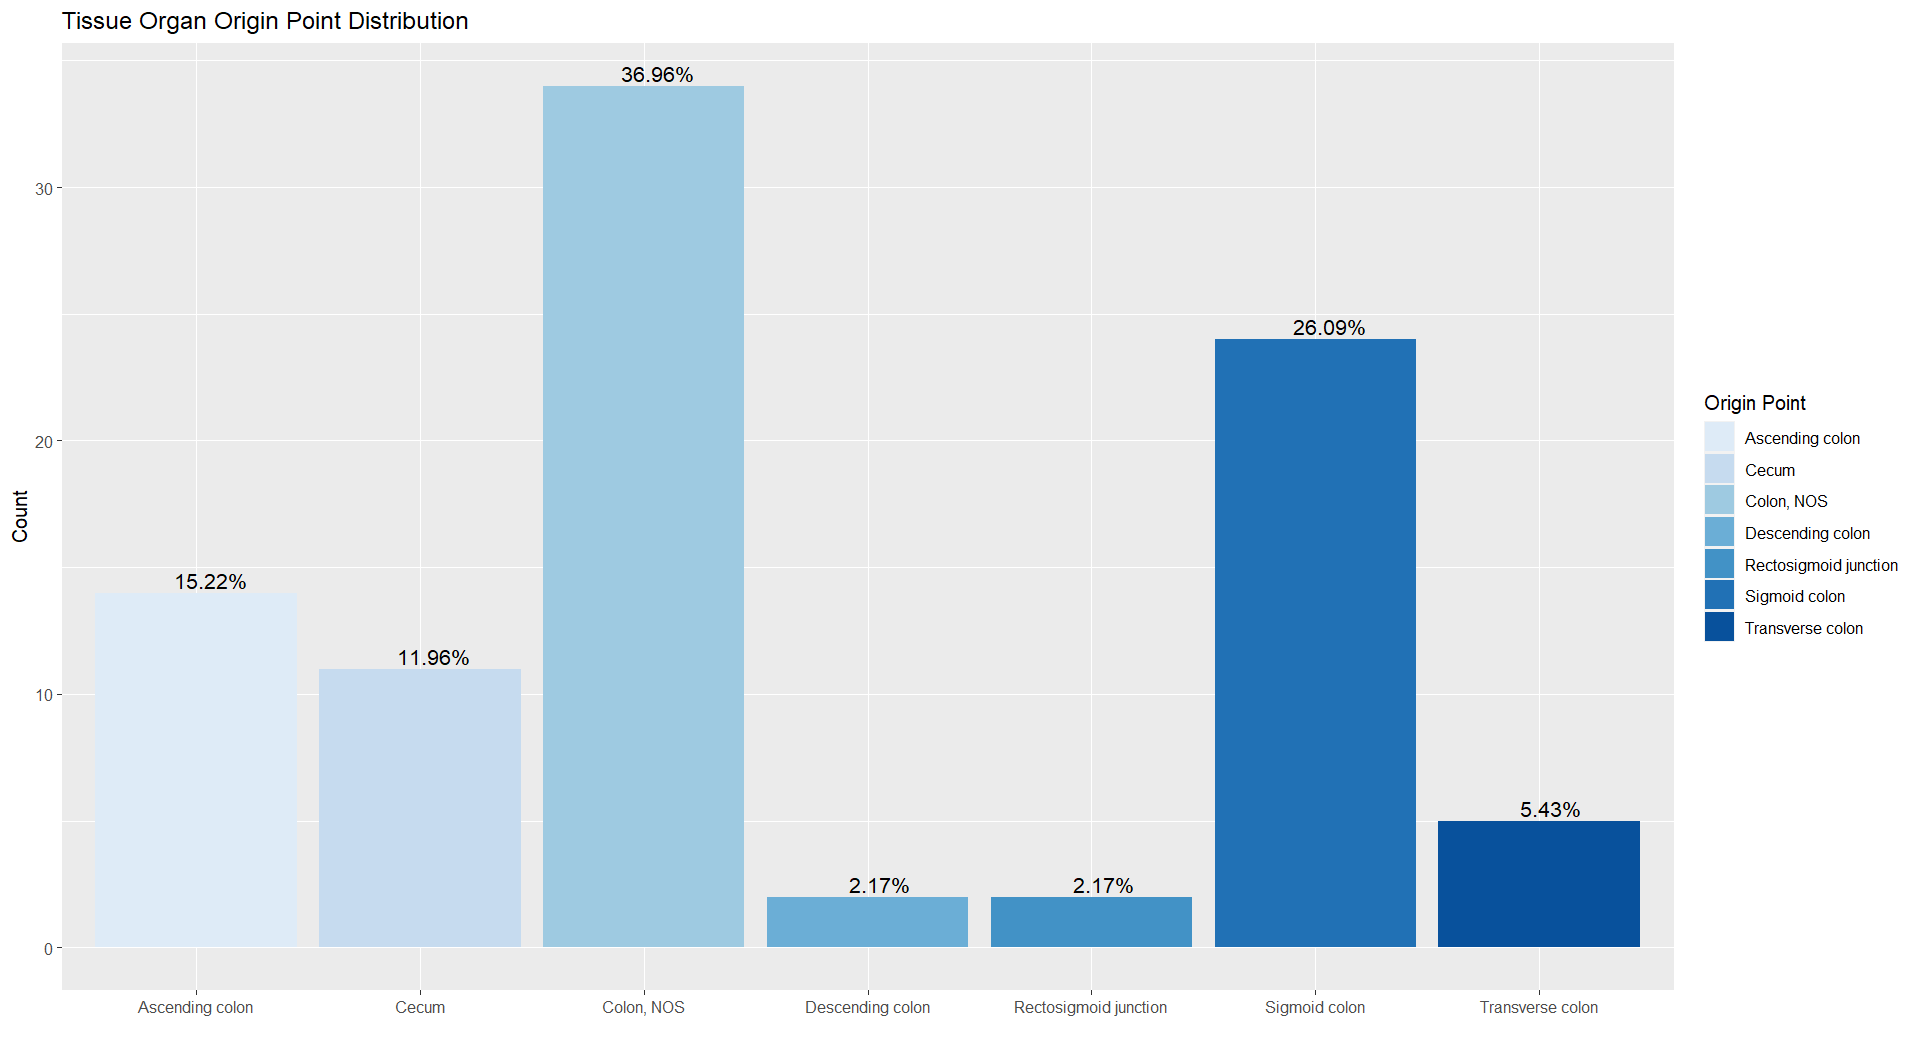 Tissue Organ Origin Point Distribution
36.96%
30
26.09%
20
Count
15.22%
11.96%
10
5.43%
2.17%
2.17%
0
Ascending colon
Cecum
Colon, NOS
Descending colon
Rectosigmoid junction
Sigmoid colon
Transverse colon
Origin Point
Ascending colon
Cecum
Colon, NOS
Descending colon
Rectosigmoid junction
Sigmoid colon
Transverse colon